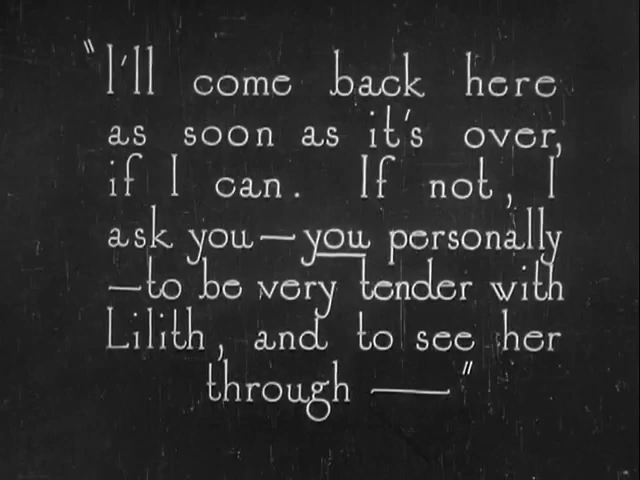 "I'll come back here
as soon as it's over,
if I can. If not, I
ask you—you personally
—to be very tender with
Lilith, and to see her
through ——"